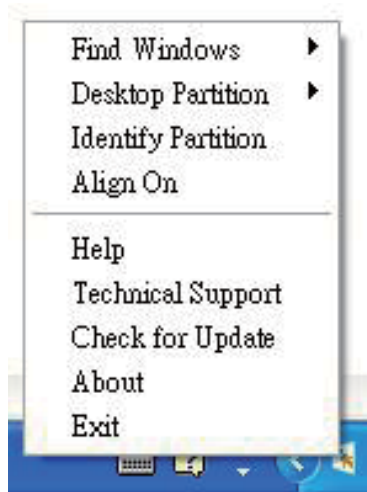 Find Windows
Desktop Partition
Identify Partition
Align On
Help
Technical Support
Check for Update
About
Exit